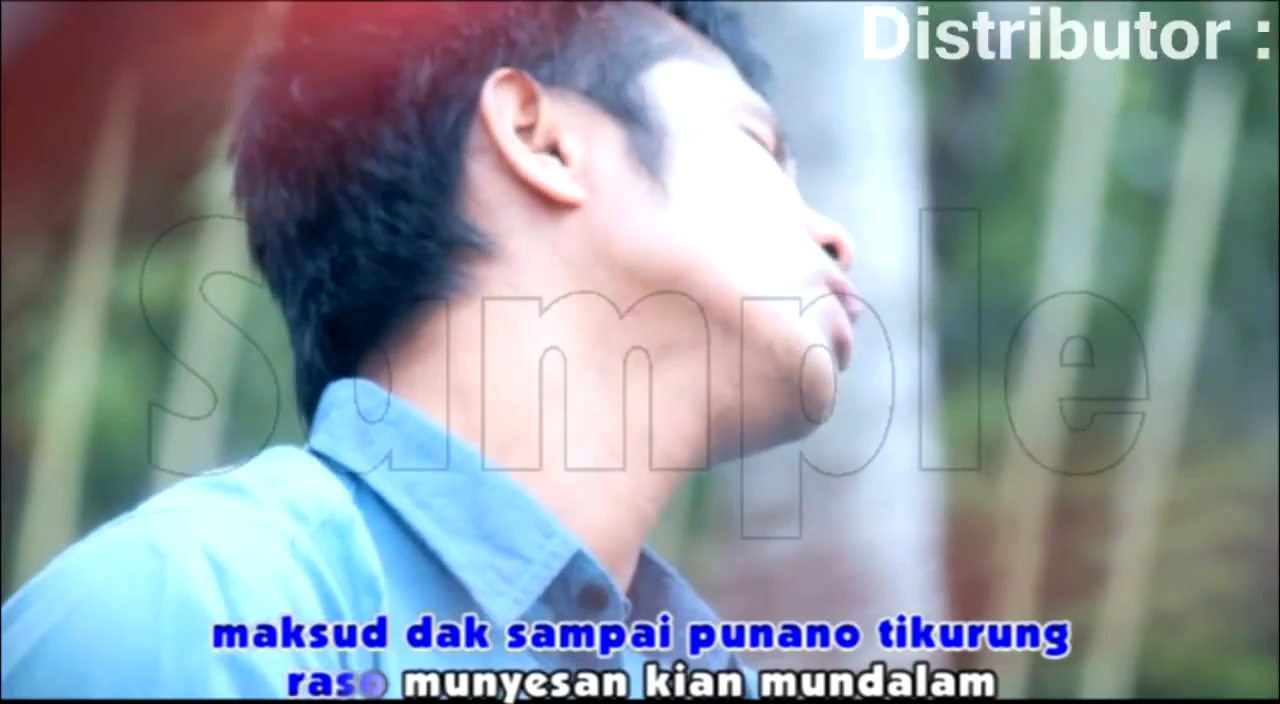 Distributor :
Sample
maksud dak sampai punano tikurung
raso munyesan kian mundalam